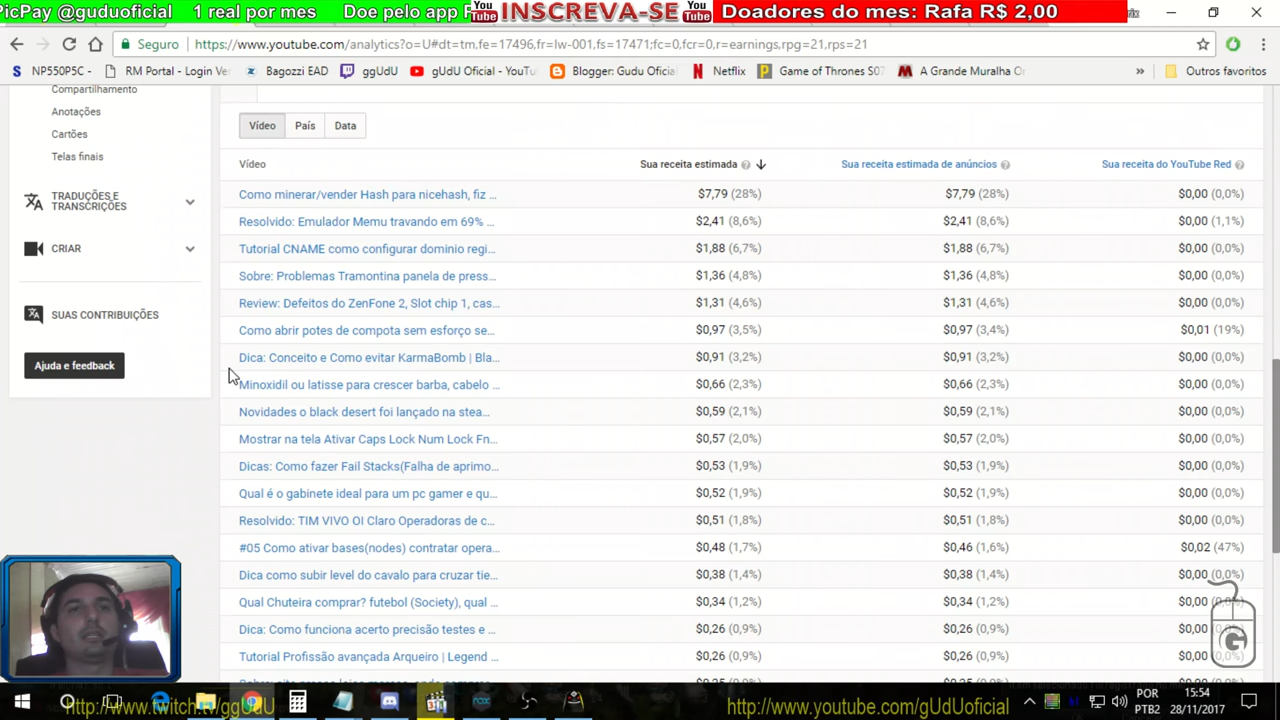 PicPay @guduoficial 1 real por mes Doe pelo app INSCREVA-SE Doadores do mes: Rafa R$ 2,00
You Tube You Tube
Seguro https://www.youtube.com/analytics?o=U#dt=tm,fe=17496,fr=lw-001,fs=17471;fc=0,fcr=0,r=earnings,rpg=21,rps=21
NP550P5C - RM Portal - Login Ve Bagozzi EAD ggUdU gUdU Oficial - YouTu Blogger: Gudu Oficial Netflix Game of Thrones S07 A Grande Muralha Or » Outros favoritos
Compartilhamento
Anotações
Cartões
Telas finais
TRADUÇÕES E
TRANSCRIÇÕES
CRIAR
SUAS CONTRIBUIÇÕES
Ajuda e feedback
Vídeo País Data
Vídeo Sua receita estimada Sua receita estimada de anúncios Sua receita do YouTube Red
Como minerar/vender Hash para nicehash, fiz ... $7,79 (28%) $7,79 (28%) $0,00 (0,0%)
Resolvido: Emulador Memu travando em 69% ... $2,41 (8,6%) $2,41 (8,6%) $0,00 (1,1%)
Tutorial CNAME como configurar dominio regi... $1,88 (6,7%) $1,88 (6,7%) $0,00 (0,0%)
Sobre: Problemas Tramontina panela de press... $1,36 (4,8%) $1,36 (4,8%) $0,00 (0,0%)
Review: Defeitos do ZenFone 2, Slot chip 1, cas... $1,31 (4,6%) $1,31 (4,6%) $0,00 (0,0%)
Como abrir potes de compota sem esforço se... $0,97 (3,5%) $0,97 (3,4%) $0,01 (19%)
Dica: Conceito e Como evitar KarmaBomb | Bla... $0,91 (3,2%) $0,91 (3,2%) $0,00 (0,0%)
Minoxidil ou latisse para crescer barba, cabelo ... $0,66 (2,3%) $0,66 (2,3%) $0,00 (0,0%)
Novidades o black desert foi lançado na stea... $0,59 (2,1%) $0,59 (2,1%) $0,00 (0,0%)
Mostrar na tela Ativar Caps Lock Num Lock Fn... $0,57 (2,0%) $0,57 (2,0%) $0,00 (0,0%)
Dicas: Como fazer Fail Stacks(Falha de aprimo... $0,53 (1,9%) $0,53 (1,9%) $0,00 (0,0%)
Qual é o gabinete ideal para um pc gamer e qu... $0,52 (1,9%) $0,52 (1,9%) $0,00 (0,0%)
Resolvido: TIM VIVO OI Claro Operadoras de c... $0,51 (1,8%) $0,51 (1,8%) $0,00 (0,0%)
#05 Como ativar bases(nodes) contratar opera... $0,48 (1,7%) $0,46 (1,6%) $0,02 (47%)
Dica como subir level do cavalo para cruzar tie... $0,38 (1,4%) $0,38 (1,4%) $0,00 (0,0%)
Qual Chuteira comprar? futebol (Society), qual ... $0,34 (1,2%) $0,34 (1,2%) $0,00 (0,0%)
Dica: Como funciona acerto precisão testes e ... $0,26 (0,9%) $0,26 (0,9%) $0,00 (0,0%)
Tutorial Profissão avançada Arqueiro | Legend ... $0,26 (0,9%) $0,26 (0,9%) $0,00 (0,0%)
http://www.twitch.tv/ggUdU http://www.youtube.com/gUdUoficial
POR
PTB2
15:54
28/11/2017